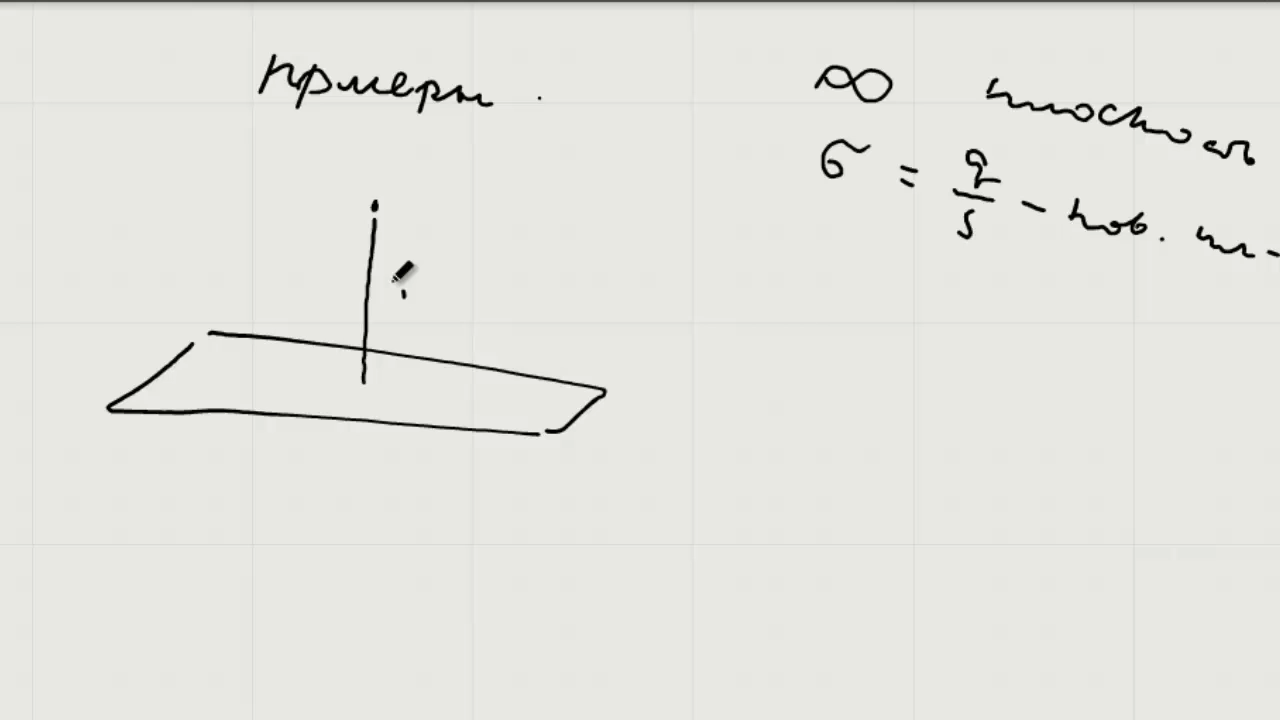 примеры.
∞ плоскость
σ = q/S - пов. пл-